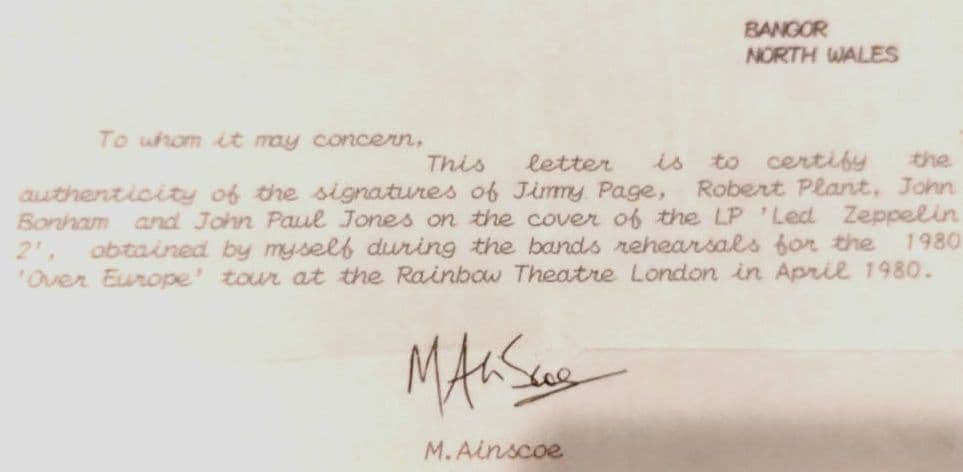 BANGOR
NORTH WALES
To whom it may concern,
This letter is to certify the
authenticity of the signatures of Jimmy Page, Robert Plant, John
Bonham and John Paul Jones on the cover of the LP 'Led Zeppelin
2', obtained by myself during the bands rehearsals for the 1980
'Over Europe' tour at the Rainbow Theatre London in April 1980.
MAinscoe
M.Ainscoe